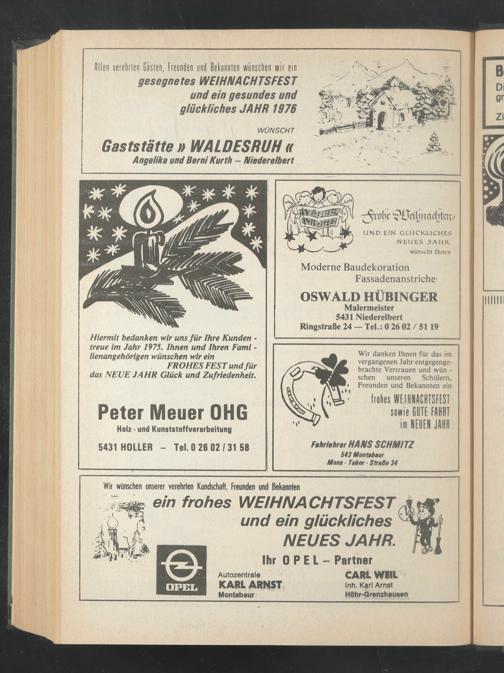 Allen verehrten Gästen, Freunden und Bekannten wünschen wir ein
gesegnetes WEIHNACHTSFEST
und ein gesundes und
glückliches JAHR 1976
WÜNSCHT
Gaststätte » WALDESRUH «
Angelika und Berni Kurth – Niederelbert
Hiermit bedanken wir uns für Ihre Kunden -
treue im Jahr 1975. Ihnen und Ihren Fami -
lienangehörigen wünschen wir ein
FROHES FEST und für
das NEUE JAHR Glück und Zufriedenheit.
Peter Meuer OHG
Holz - und Kunststoffverarbeitung
5431 HOLLER – Tel. 0 26 02 / 31 58
Frohe Weihnachten
UND EIN GLÜCKLICHES
NEUES JAHR
wünscht Ihnen
Moderne Baudekoration
Fassadenanstriche
OSWALD HÜBINGER
Malermeister
5431 Niederelbert
Ringstraße 24 — Tel.: 0 26 02 / 51 19
Wir danken Ihnen für das im
vergangenen Jahr entgegenge-
brachte Vertrauen und wün -
schen unseren Schülern,
Freunden und Bekannten ein
frohes WEIHNACHTSFEST
sowie GUTE FAHRT
im NEUEN JAHR
Fahrlehrer HANS SCHMITZ
543 Montabaur
Mons - Tabor - Straße 34
Wir wünschen unserer verehrten Kundschaft, Freunden und Bekannten
ein frohes WEIHNACHTSFEST
und ein glückliches
NEUES JAHR.
Ihr OPEL – Partner
OPEL
Autozentrale
KARL ARNST
Montabaur
CARL WEIL
Inh. Karl Arnst
Höhr-Grenzhausen